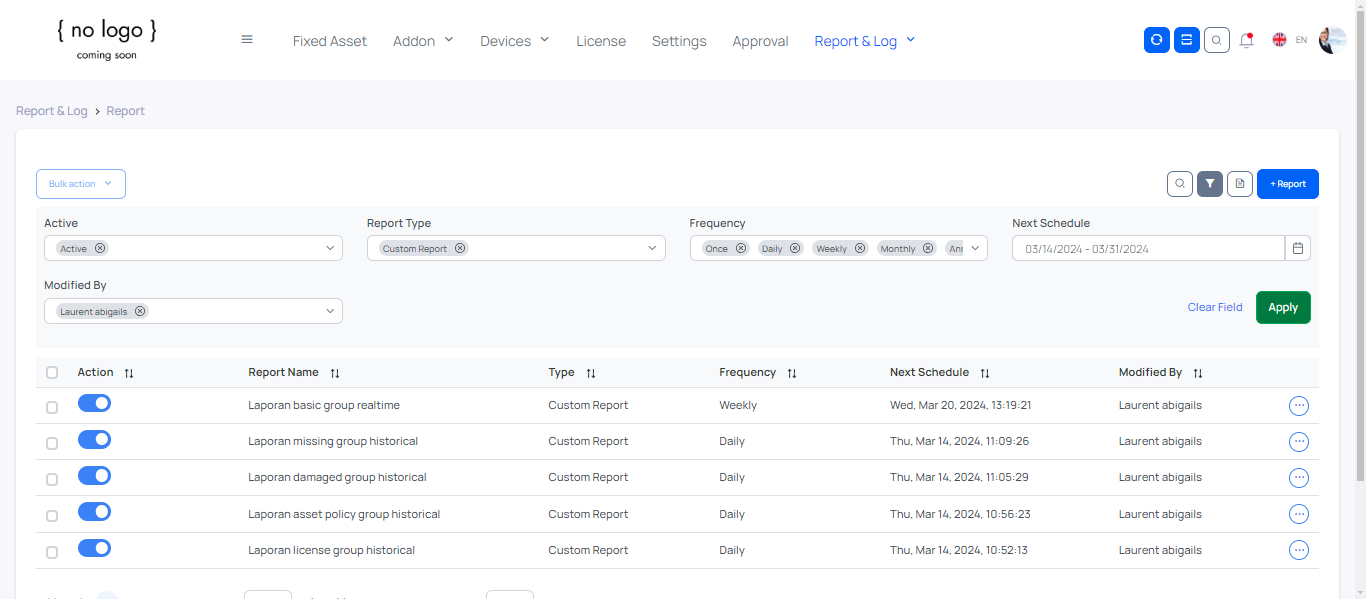 { no logo }
coming soon
Fixed Asset Addon Devices License Settings Approval Report & Log EN
Report & Log > Report
Bulk action + Report
Active Report Type Frequency Next Schedule
Active Custom Report Once Daily Weekly Monthly 03/14/2024 - 03/31/2024
Modified By
Laurent abigails Clear Field Apply
Action Report Name Type Frequency Next Schedule Modified By
Laporan basic group realtime Custom Report Weekly Wed, Mar 20, 2024, 13:19:21 Laurent abigails
Laporan missing group historical Custom Report Daily Thu, Mar 14, 2024, 11:09:26 Laurent abigails
Laporan damaged group historical Custom Report Daily Thu, Mar 14, 2024, 11:05:29 Laurent abigails
Laporan asset policy group historical Custom Report Daily Thu, Mar 14, 2024, 10:56:23 Laurent abigails
Laporan license group historical Custom Report Daily Thu, Mar 14, 2024, 10:52:13 Laurent abigails